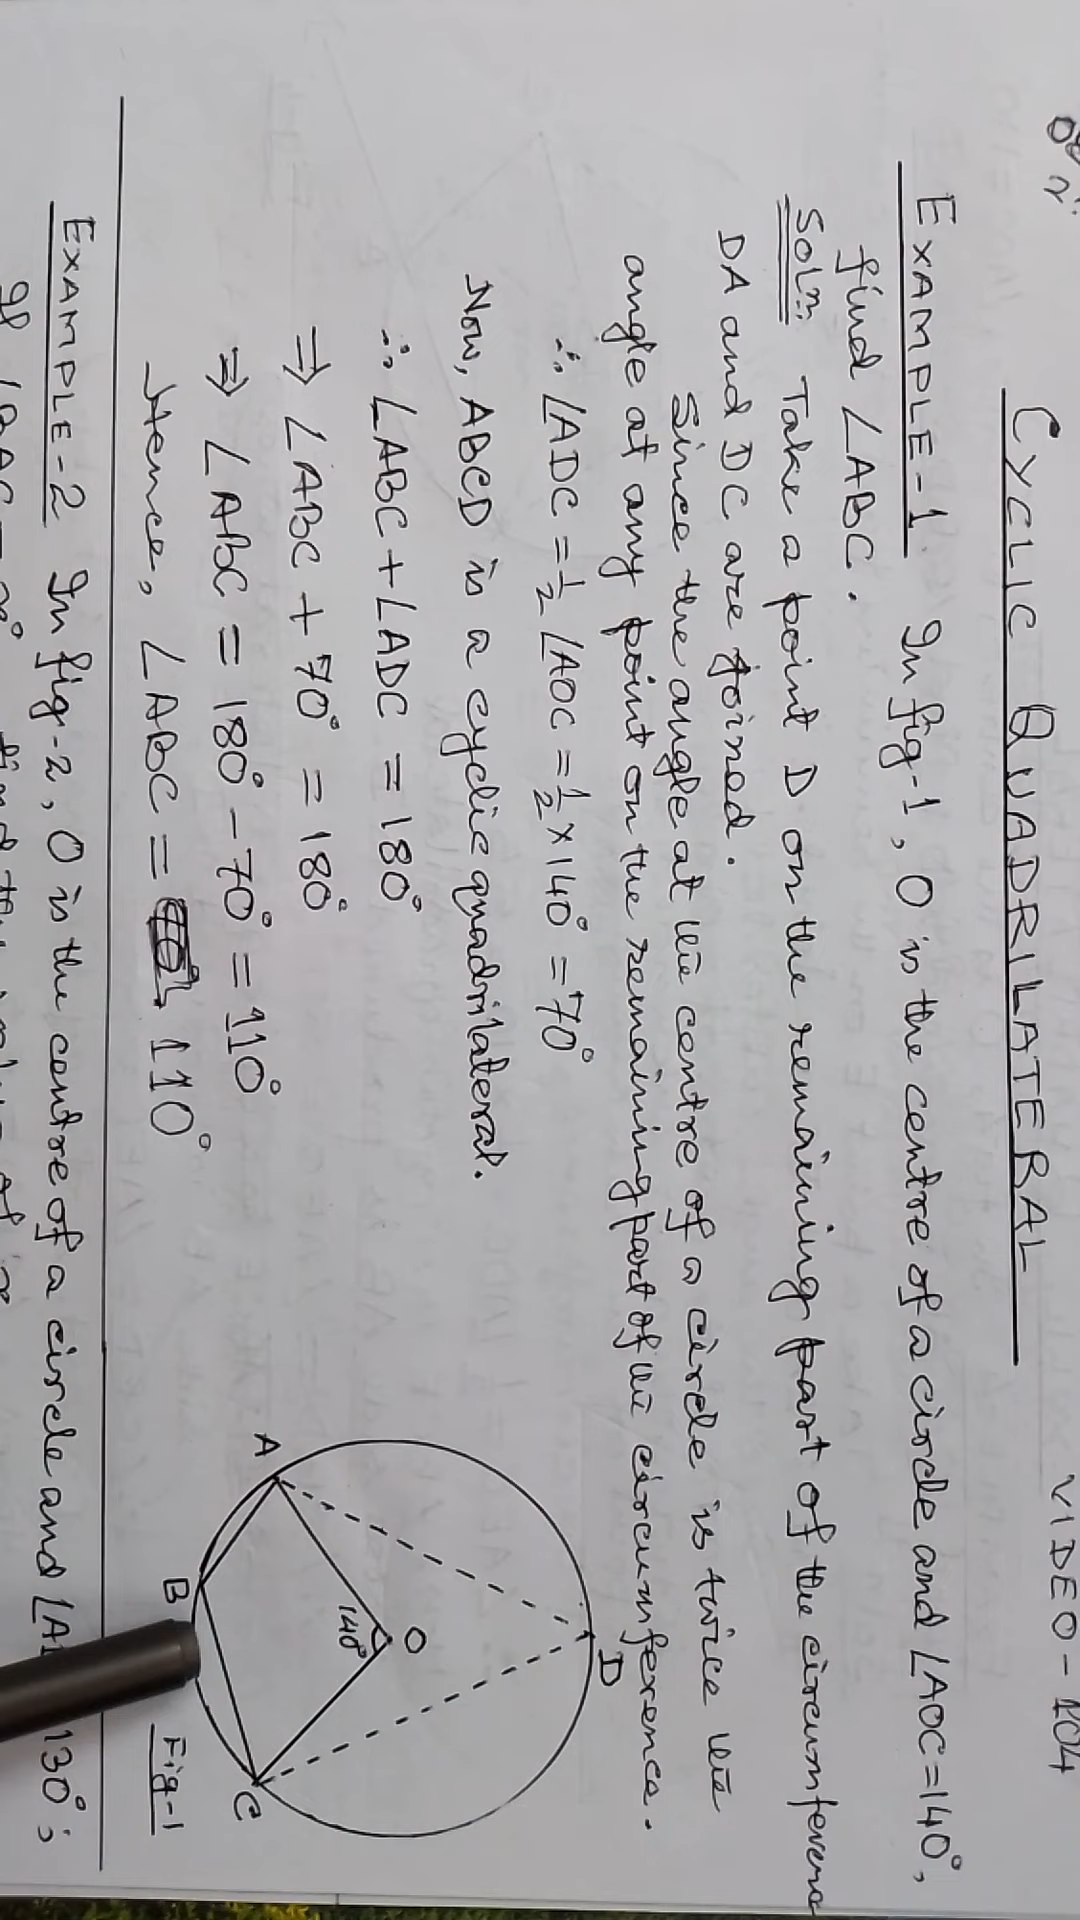 VIDEO-104
CYCLIC QUADRILATERAL
EXAMPLE-1. In fig-1, O is the centre of a circle and ∠AOC=140°,
find ∠ABC.
Soln: Take a point D on the remaining part of the circumference
DA and DC are joined.
Since the angle at the centre of a circle is twice the
angle at any point on the remaining part of the circumference.
∴ ∠ADC = 1/2 ∠AOC = 1/2 × 140° = 70°
Now, ABCD is a cyclic quadrilateral.
∴ ∠ABC + ∠ADC = 180°
⇒ ∠ABC + 70° = 180°
⇒ ∠ABC = 180° - 70° = 110°
Hence, ∠ABC = 110°
D
O
140°
A
C
B
Fig-1
EXAMPLE-2 In fig-2, O is the centre of a circle and 130°;